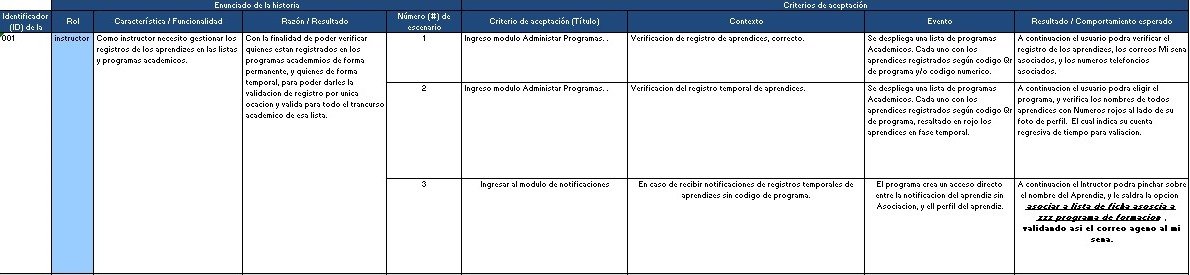 Enunciado de la historia
Criterios de aceptación
Identificador
(ID) de la
Rol
Característica / Funcionalidad
Razón / Resultado
Número (#) de
escenario
Criterio de aceptación (Título)
Contexto
Evento
Resultado / Comportamiento esperado
001
instructor
Como instructor necesito gestionar los
registros de los aprendizes en las listas
y programas academicos.
Con la finalidad de poder verificar
quienes estan registrados en los
programas academmios de forma
permanente, y quienes de forma
temporal, para poder darles la
validacion de registro por unica
ocacion y valida para todo el trancurso
academico de esa lista.
1
Ingreso modulo Administar Programas. .
Verificacion de registro de aprendices, correcto.
Se despliega una lista de programas
Academicos. Cada uno con los
aprendices registrados según codigo Qr
de programa y/o codigo numerico.
A continuacion el usuario podra verificar el
registro de los aprendizes, los correos Mi sena
asociados, y los numeros telefoncios
asociados.
2
Ingreso modulo Administar Programas. .
Verificacion del registro temporal de aprendices.
Se despliega una lista de programas
Academicos. Cada uno con los
aprendices registrados según codigo Qr
de programa, resaltado en rojo los
aprendices en fase temporal.
A continuacion el usuario podra eligir el
programa, y verifica los nombres de todos
aprendices con Numeros rojos al lado de su
foto de perfil. El cual indica su cuenta
regresiva de tiempo para valiacion.
3
Ingresar al modulo de notificaciones
En caso de recibir notificaciones de registros temporales de
aprendizes sin codigo de programa.
El programa crea un acceso directo
entre la notificacion del aprendiz sin
Asociacion, y ell perfil del aprendiz.
A continuacion el Intructor podra pinchar sobre
el nombre del Aprendiz, y le saldra la opcion
asociar a lista de ficha asoscia a
zzz programa de formacion ,
validando asi el correo ageno al mi
sena.